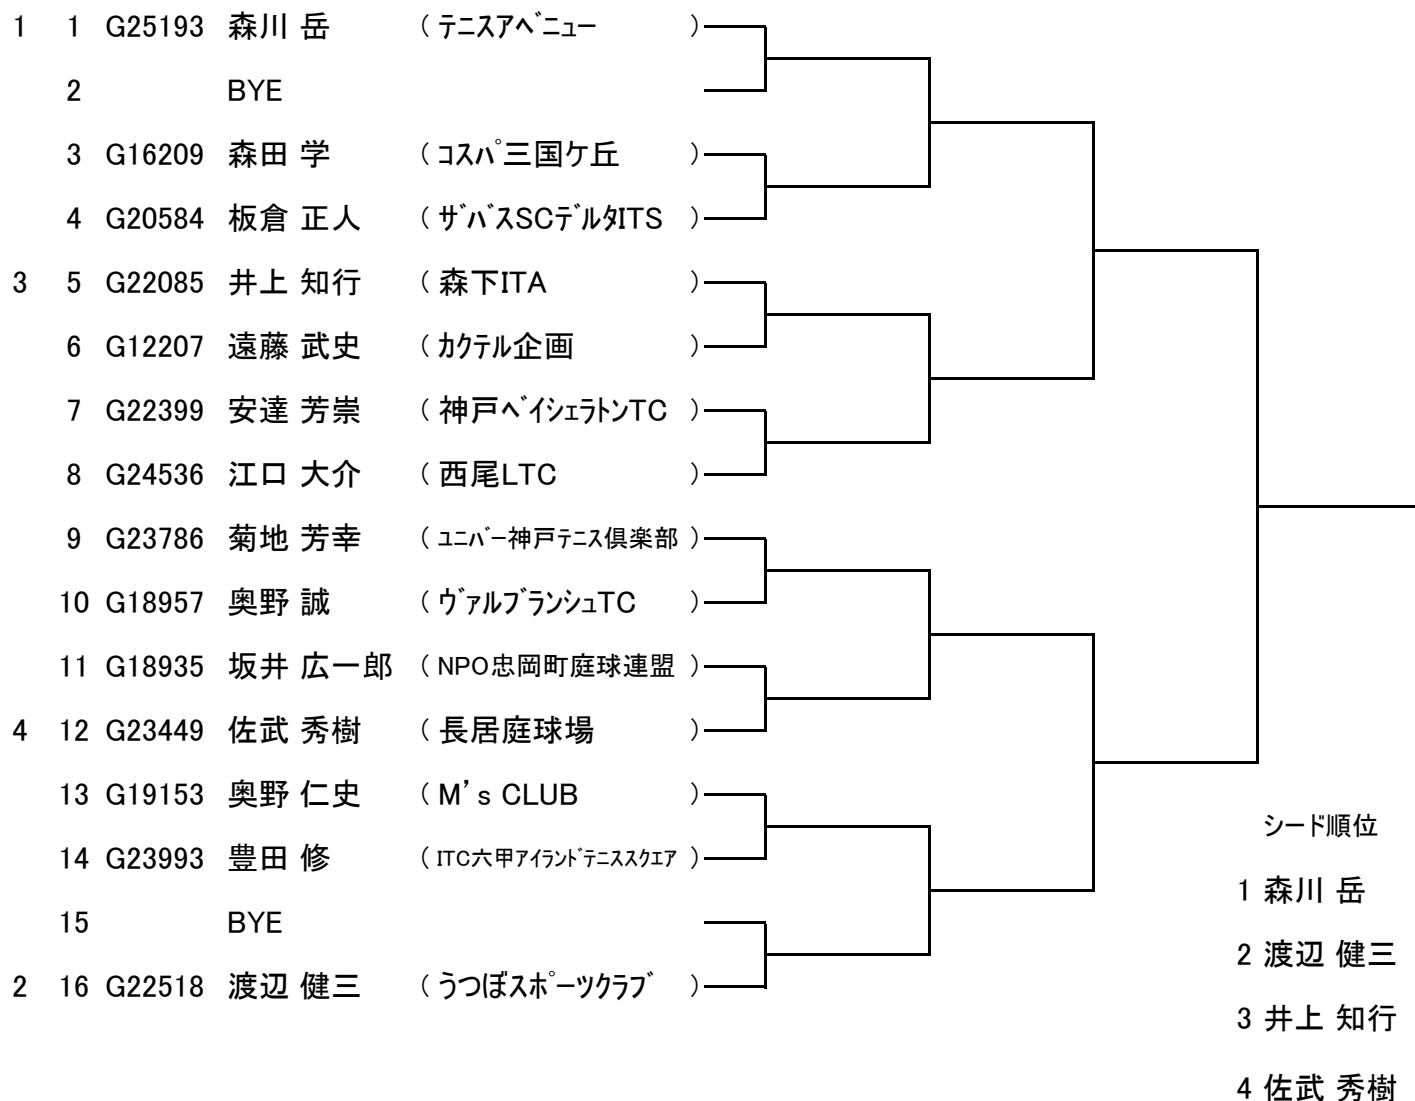 1 1 G25193 森川 岳 ( ﾃﾆｽｱﾍﾞﾆｭｰ )
2 BYE
3 G16209 森田 学 ( ｺｽﾊﾟ三国ケ丘 )
4 G20584 板倉 正人 ( ｻﾞﾊﾞｽSCﾃﾞﾙﾀITS )
3 5 G22085 井上 知行 ( 森下ITA )
6 G12207 遠藤 武史 ( ｶｸﾃﾙ企画 )
7 G22399 安達 芳崇 ( 神戸ﾍﾞｲｼｪﾗﾄﾝTC )
8 G24536 江口 大介 ( 西尾LTC )
9 G23786 菊地 芳幸 ( ﾕﾆﾊﾞｰ神戸ﾃﾆｽ倶楽部 )
10 G18957 奥野 誠 ( ｳﾞｧﾙﾌﾞﾗﾝｼｭTC )
11 G18935 坂井 広一郎 ( NPO忠岡町庭球連盟 )
4 12 G23449 佐武 秀樹 ( 長居庭球場 )
13 G19153 奥野 仁史 ( M’s CLUB )
14 G23993 豊田 修 ( ITC六甲ｱｲﾗﾝﾄﾞﾃﾆｽｽｸｴｱ )
15 BYE
2 16 G22518 渡辺 健三 ( うつぼｽﾎﾟｰﾂｸﾗﾌﾞ )
シード順位
1 森川 岳
2 渡辺 健三
3 井上 知行
4 佐武 秀樹